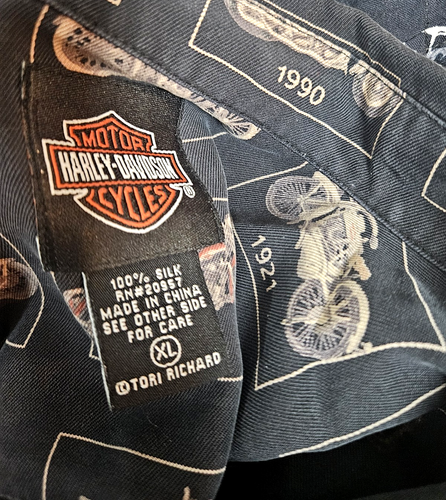 1990
MOTOR
HARLEY-DAVIDSON
CYCLES
®
1921
100% SILK
RN#20957
MADE IN CHINA
SEE OTHER SIDE
FOR CARE
XL
©TORI RICHARD